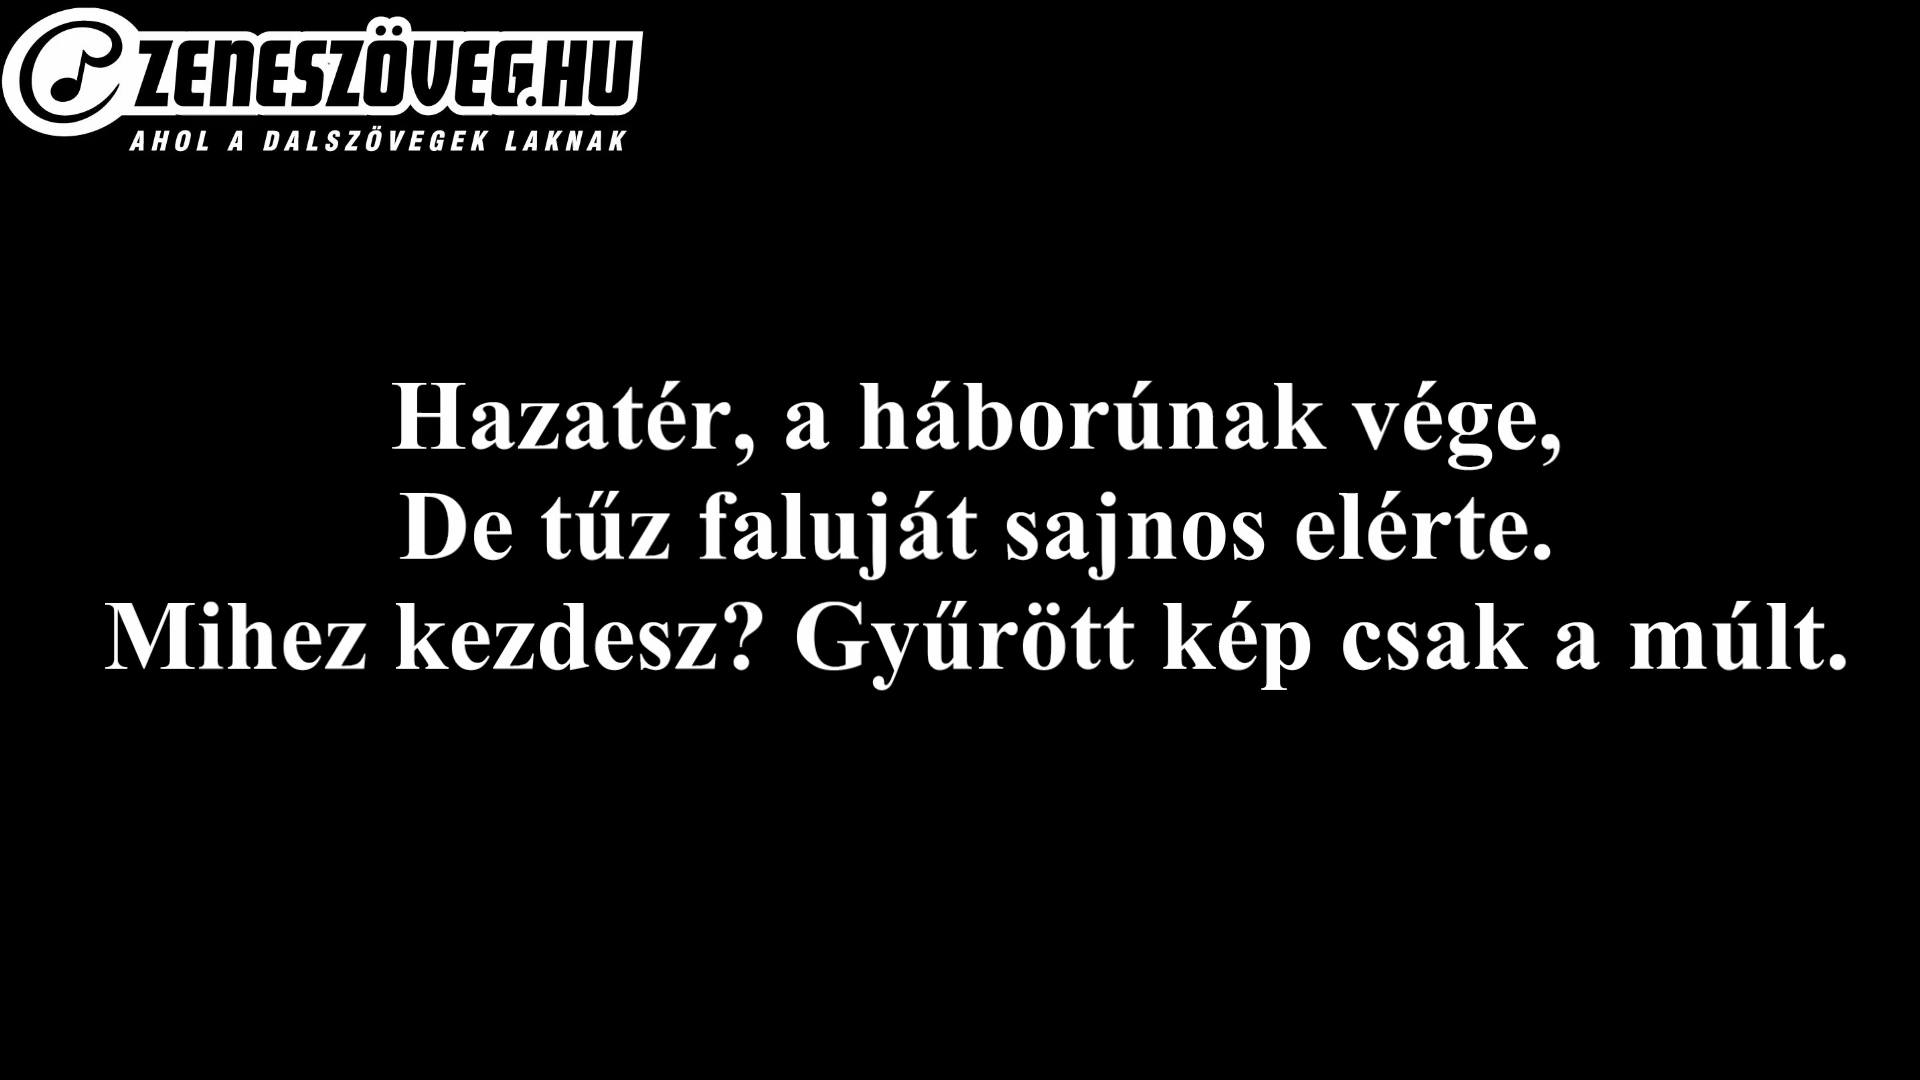 ZENESZÖVEG.HU
AHOL A DALSZÖVEGEK LAKNAK
Hazatér, a háborúnak vége,
De tűz faluját sajnos elérte.
Mihez kezdesz? Gyűrött kép csak a múlt.